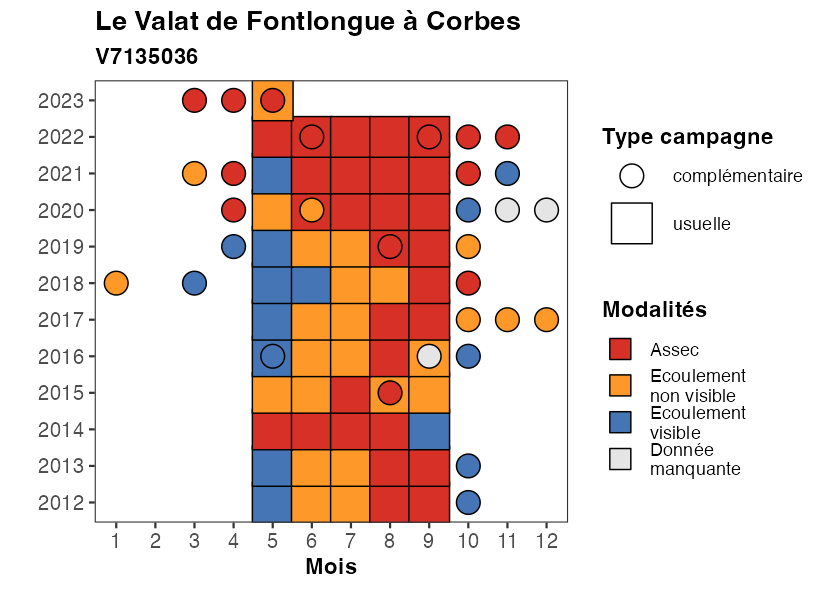 Le Valat de Fontlongue à Corbes
V7135036
2023
2022
2021
2020
2019
2018
2017
2016
2015
2014
2013
2012
1 2 3 4 5 6 7 8 9 10 11 12
Mois
Type campagne
complémentaire
usuelle
Modalités
Assec
Ecoulement
non visible
Ecoulement
visible
Donnée
manquante